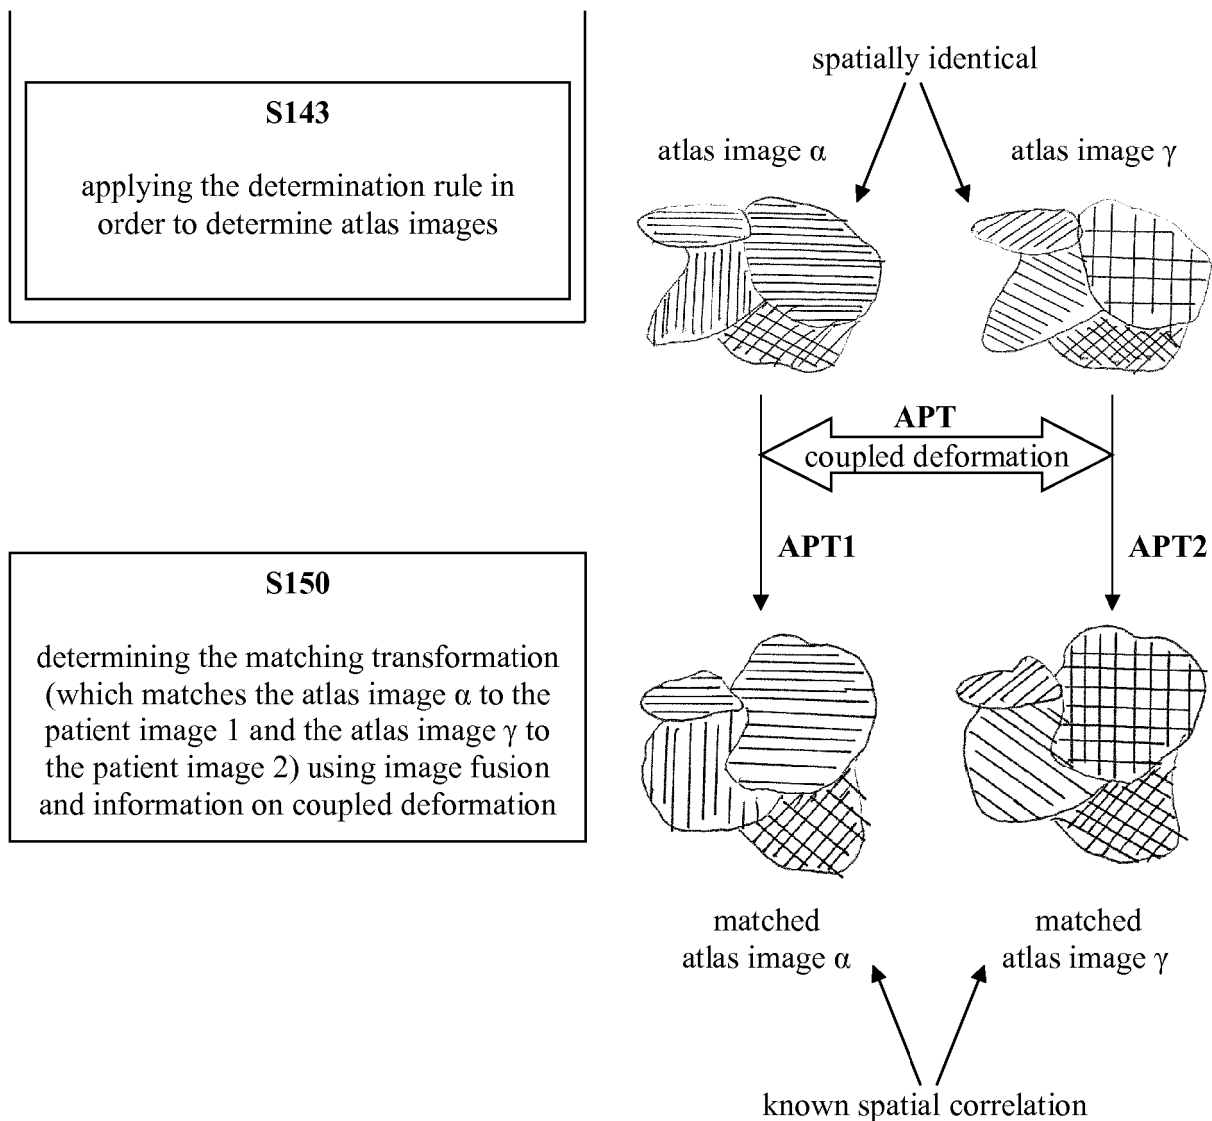 S143
applying the determination rule in
order to determine atlas images
spatially identical
atlas image α
atlas image γ
APT
coupled deformation
APT1
APT2
S150
determining the matching transformation
(which matches the atlas image α to the
patient image 1 and the atlas image γ to
the patient image 2) using image fusion
and information on coupled deformation
matched
atlas image α
matched
atlas image γ
known spatial correlation